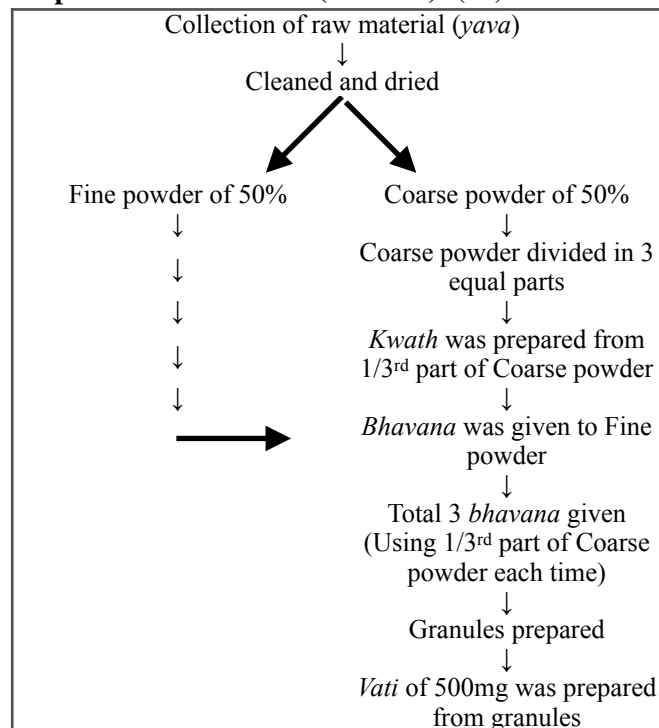 Collection of raw material (yava)
↓
Cleaned and dried
Fine powder of 50%
↓
↓
↓
↓
↓
Coarse powder of 50%
↓
Coarse powder divided in 3
equal parts
↓
Kwath was prepared from
1/3rd part of Coarse powder
↓
Bhavana was given to Fine
powder
↓
Total 3 bhavana given
(Using 1/3rd part of Coarse
powder each time)
↓
Granules prepared
↓
Vati of 500mg was prepared
from granules